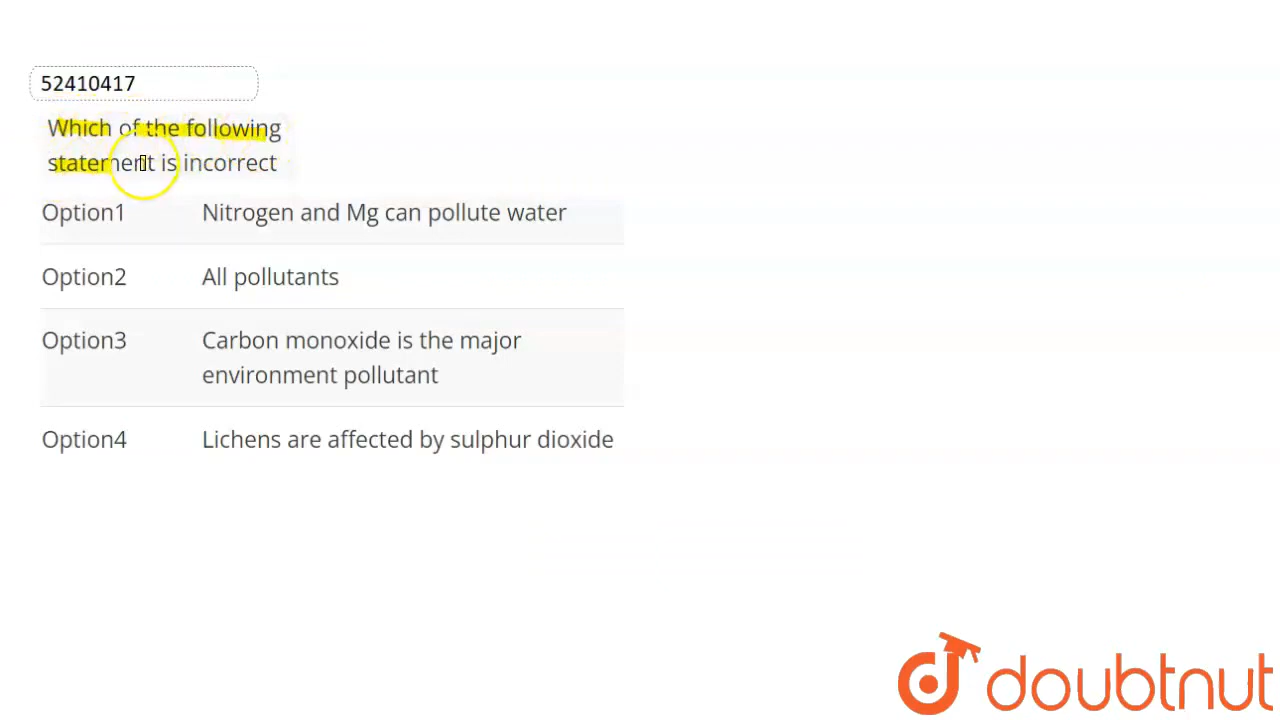 52410417
Which of the following
statement is incorrect
Option1 Nitrogen and Mg can pollute water
Option2 All pollutants
Option3 Carbon monoxide is the major
environment pollutant
Option4 Lichens are affected by sulphur dioxide
doubtnut